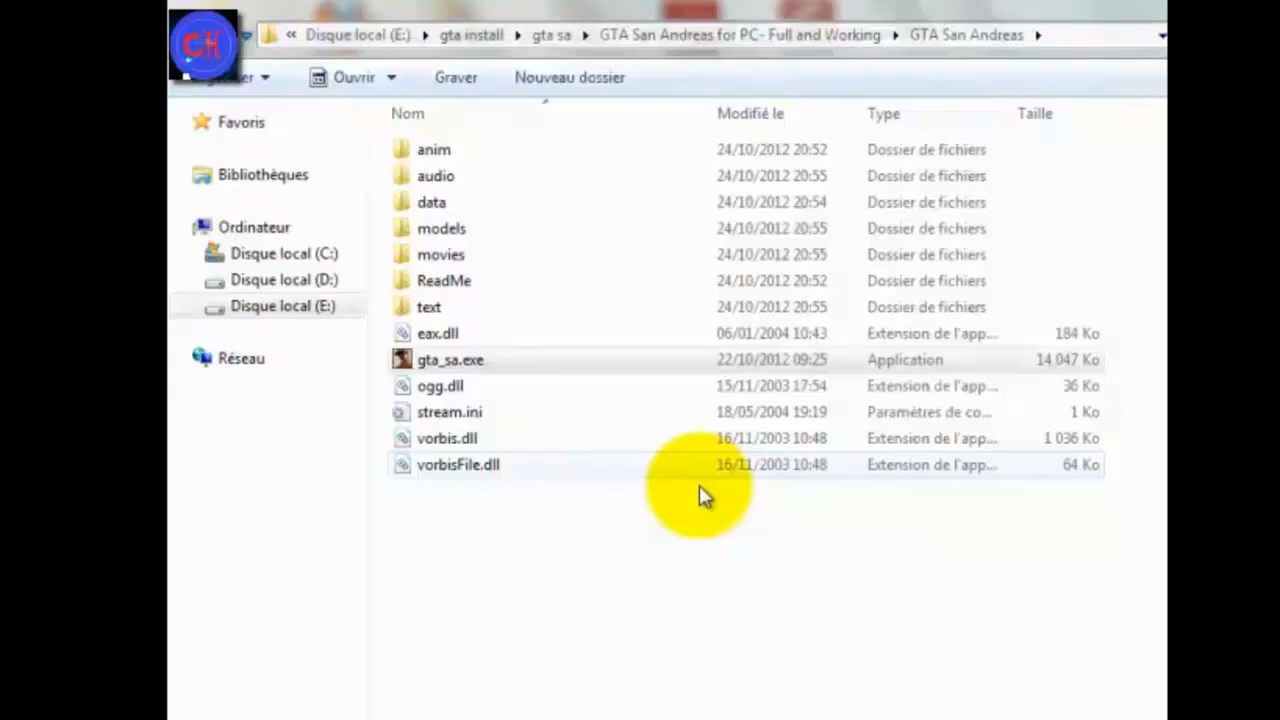 « Disque local (E:) gta install gta sa GTA San Andreas for PC- Full and Working GTA San Andreas
CH
Ouvrir Graver Nouveau dossier
Favoris
Bibliothèques
Ordinateur
Disque local (C:)
Disque local (D:)
Disque local (E:)
Réseau
Nom Modifié le Type Taille
anim 24/10/2012 20:52 Dossier de fichiers
audio 24/10/2012 20:55 Dossier de fichiers
data 24/10/2012 20:54 Dossier de fichiers
models 24/10/2012 20:55 Dossier de fichiers
movies 24/10/2012 20:55 Dossier de fichiers
ReadMe 24/10/2012 20:52 Dossier de fichiers
text 24/10/2012 20:55 Dossier de fichiers
eax.dll 06/01/2004 10:43 Extension de l'app... 184 Ko
gta_sa.exe 22/10/2012 09:25 Application 14 047 Ko
ogg.dll 15/11/2003 17:54 Extension de l'app... 36 Ko
stream.ini 18/05/2004 19:19 Paramètres de co... 1 Ko
vorbis.dll 16/11/2003 10:48 Extension de l'app... 1 036 Ko
vorbisFile.dll 16/11/2003 10:48 Extension de l'app... 64 Ko